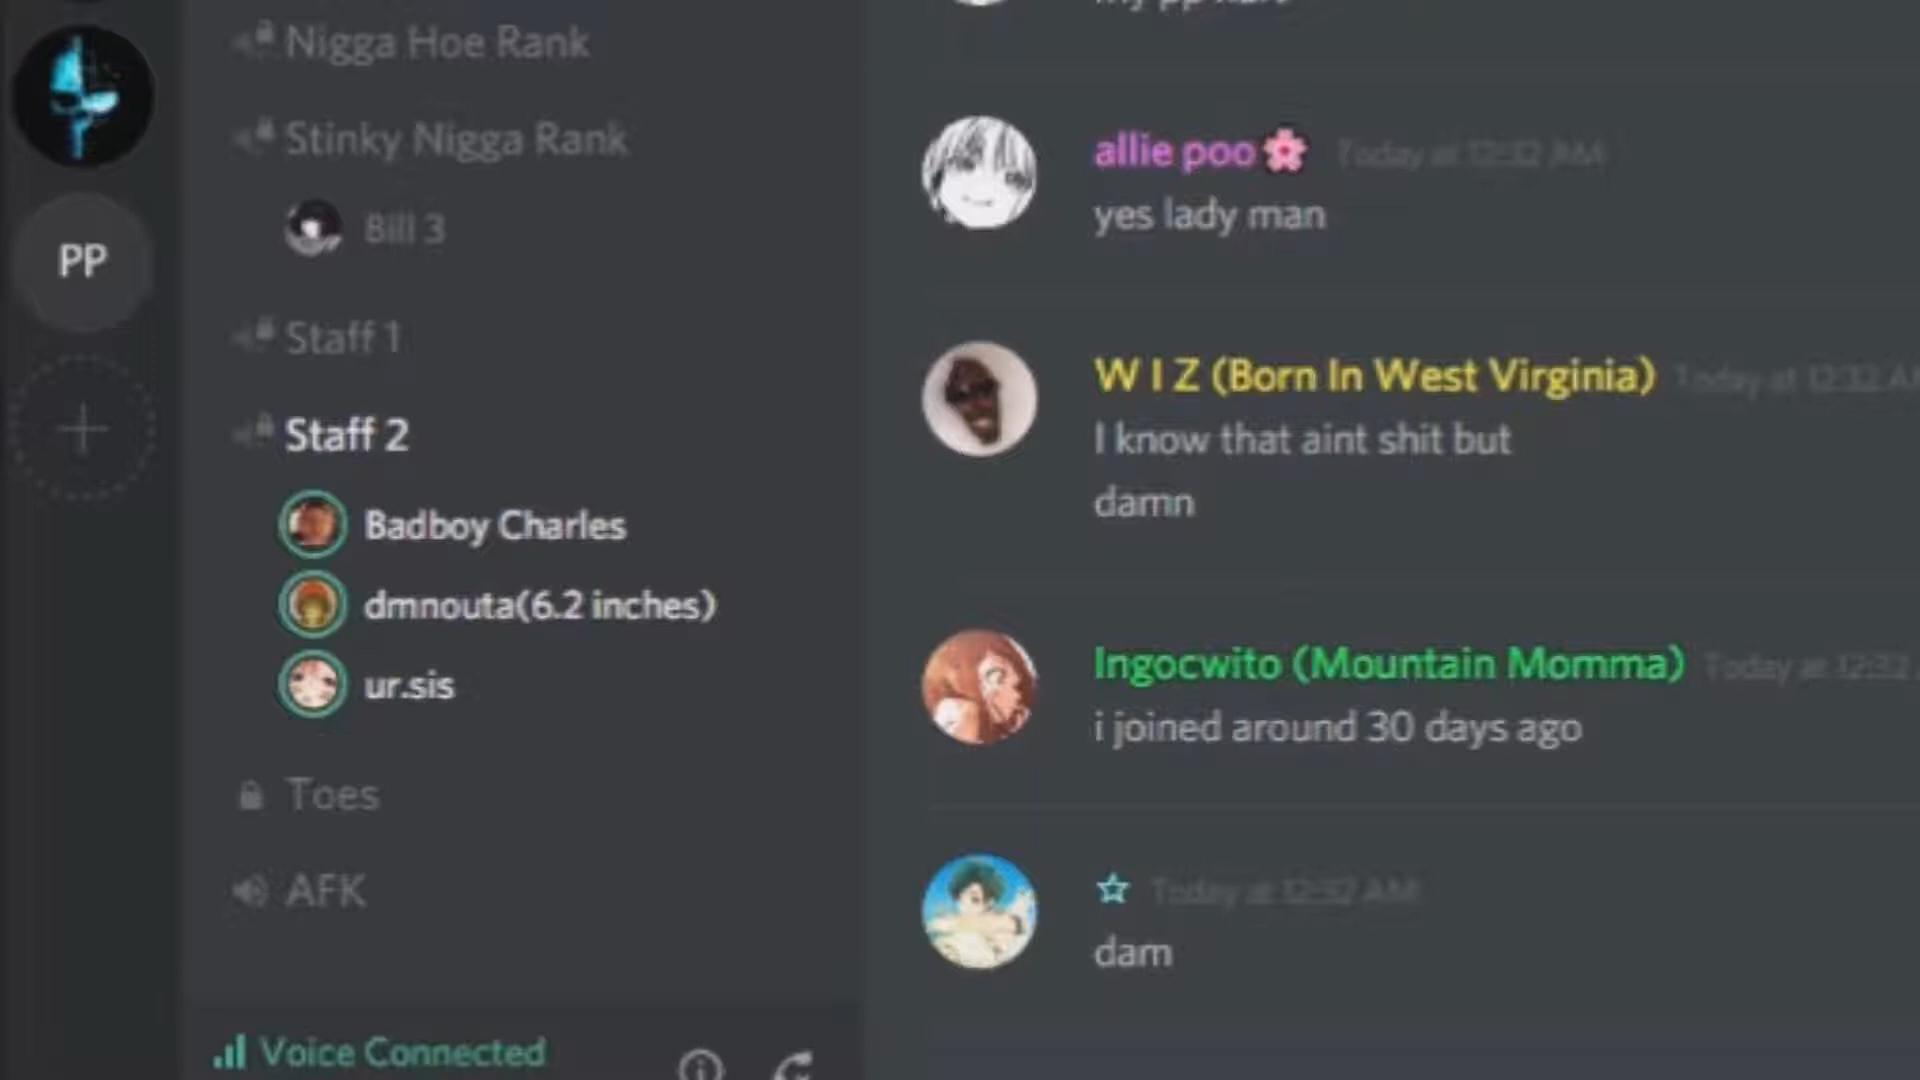 Nigga Hoe Rank
Stinky Nigga Rank
Bill 3
PP
Staff 1
Staff 2
Badboy Charles
dmnouta(6.2 inches)
ur.sis
Toes
AFK
Voice Connected
allie poo Today at 12:32 AM
yes lady man
W I Z (Born In West Virginia) Today at 12:32 AM
I know that aint shit but
damn
Ingocwito (Mountain Momma) Today at 12:32
i joined around 30 days ago
Today at 12:32 AM
dam